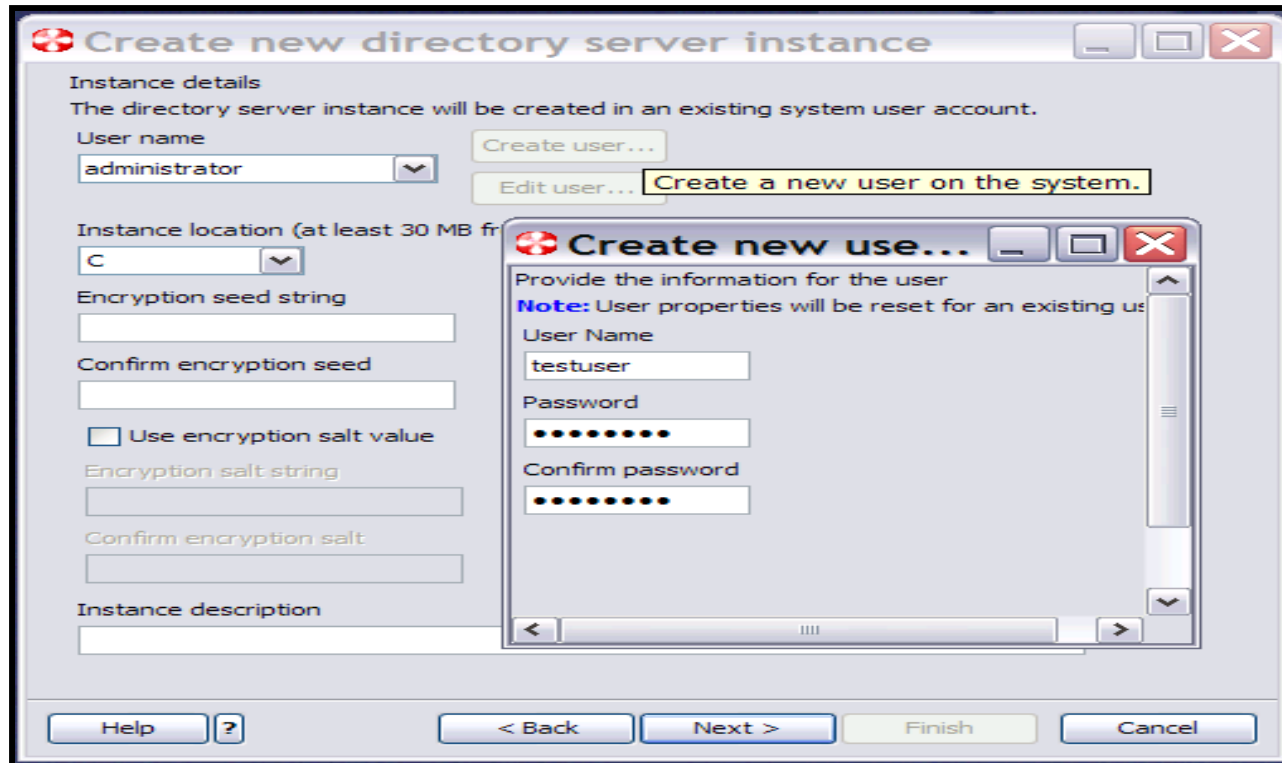 Create new directory server instance
Instance details
The directory server instance will be created in an existing system user account.
User name
administrator
Create user...
Edit user...
Create a new user on the system.
Instance location (at least 30 MB fr
C
Encryption seed string
Confirm encryption seed
Use encryption salt value
Encryption salt string
Confirm encryption salt
Instance description
Create new use...
Provide the information for the user
Note: User properties will be reset for an existing us
User Name
testuser
Password
••••••••
Confirm password
••••••••
Help
?
< Back
Next >
Finish
Cancel